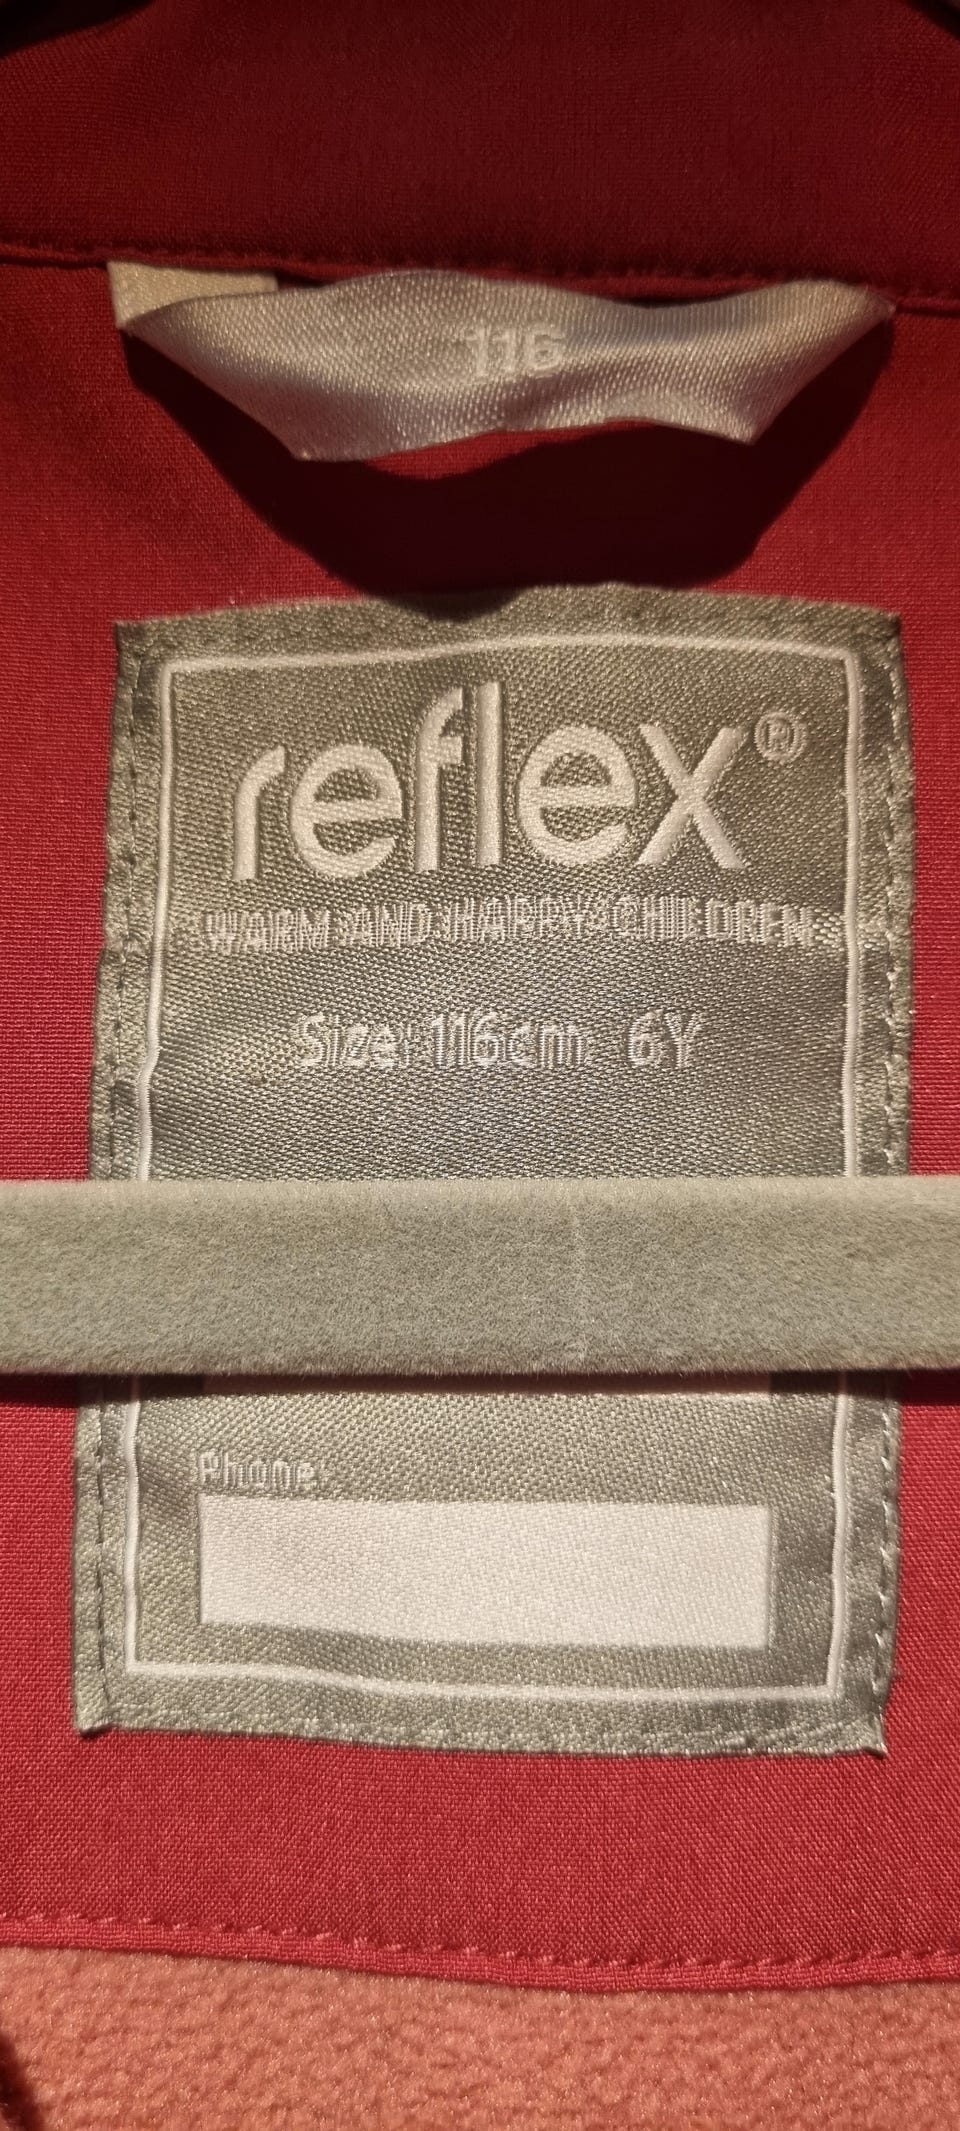 116
reflex®
WARM AND HAPPY CHILDREN
Size: 116cm 6Y
Phone: